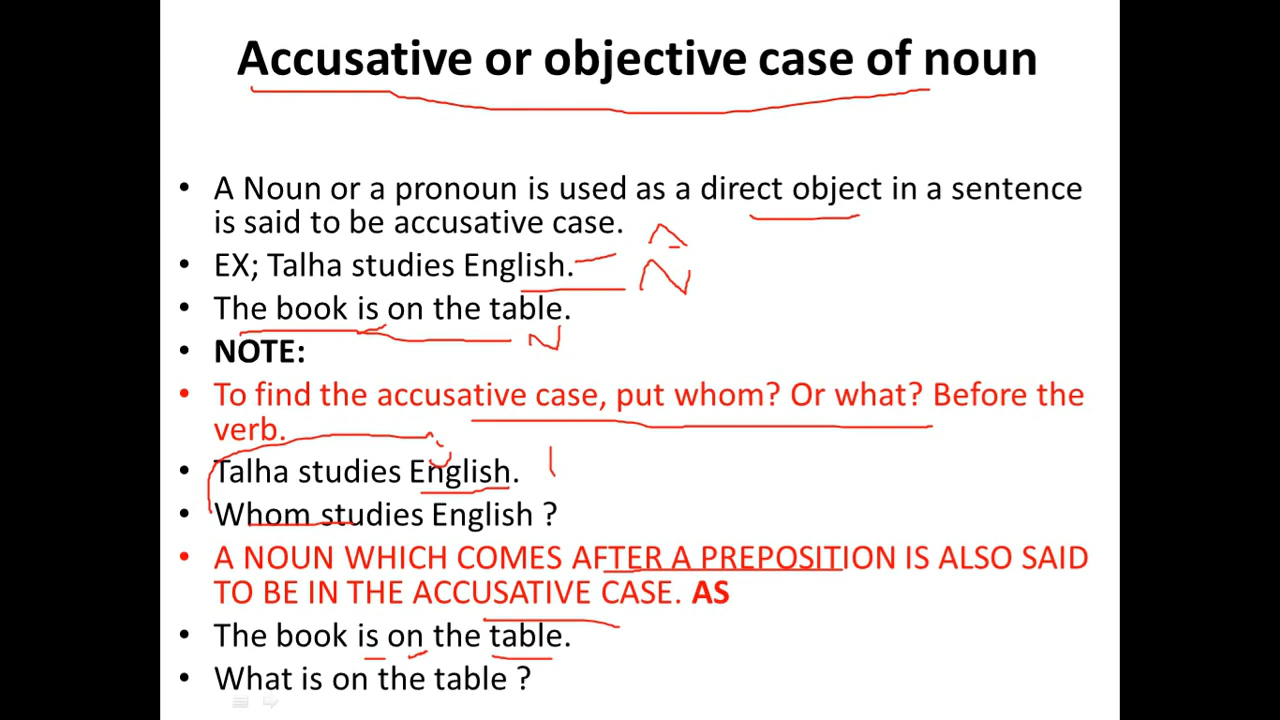 Accusative or objective case of noun
• A Noun or a pronoun is used as a direct object in a sentence
is said to be accusative case.
• EX; Talha studies English.
• The book is on the table.
• NOTE:
• To find the accusative case, put whom? Or what? Before the
verb.
• Talha studies English.
• Whom studies English ?
• A NOUN WHICH COMES AFTER A PREPOSITION IS ALSO SAID
TO BE IN THE ACCUSATIVE CASE. AS
• The book is on the table.
• What is on the table ?